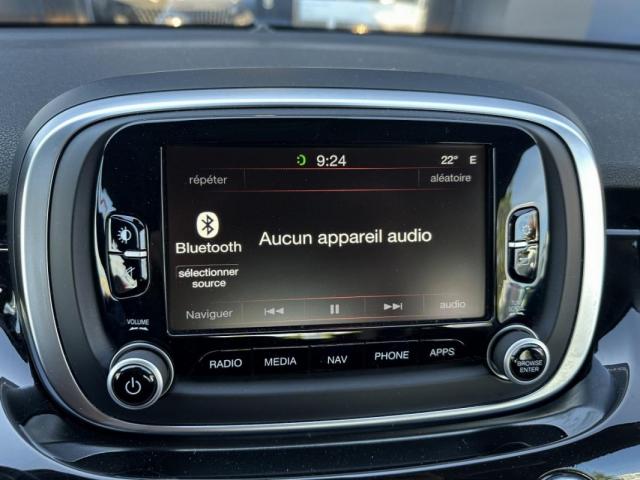 9:24
22° E
répéter
aléatoire
Bluetooth
Aucun appareil audio
sélectionner
source
Naviguer
audio
VOLUME
RADIO
MEDIA
NAV
PHONE
APPS
BROWSE
ENTER